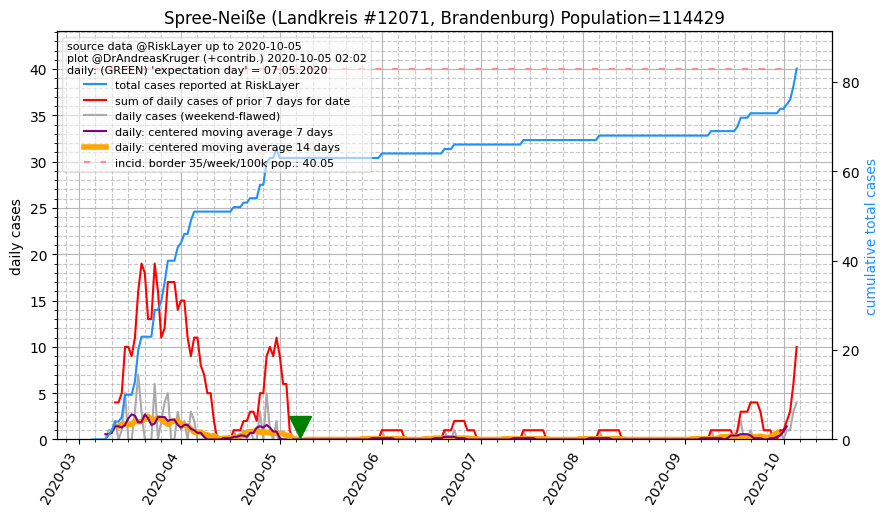 Spree-Neiße (Landkreis #12071, Brandenburg) Population=114429
source data @RiskLayer up to 2020-10-05
plot @DrAndreasKruger (+contrib.) 2020-10-05 02:02
daily: (GREEN) 'expectation day' = 07.05.2020
total cases reported at RiskLayer
sum of daily cases of prior 7 days for date
daily cases (weekend-flawed)
daily: centered moving average 7 days
daily: centered moving average 14 days
incid. border 35/week/100k pop.: 40.05
daily cases
40
35
30
25
20
15
10
5
0
cumulative total cases
80
60
40
20
0
2020-03
2020-04
2020-05
2020-06
2020-07
2020-08
2020-09
2020-10